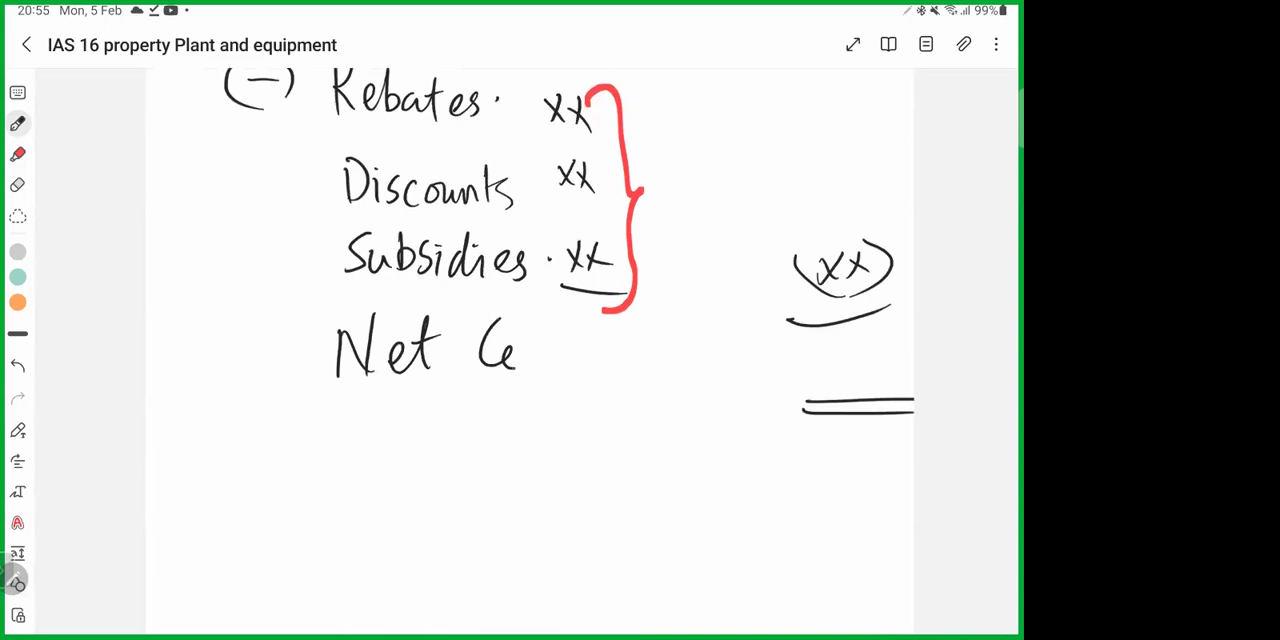 20:55 Mon, 5 Feb 99%
IAS 16 property Plant and equipment
(-) Rebates. xx
Discounts xx
Subsidies. xx (xx)
Net Co